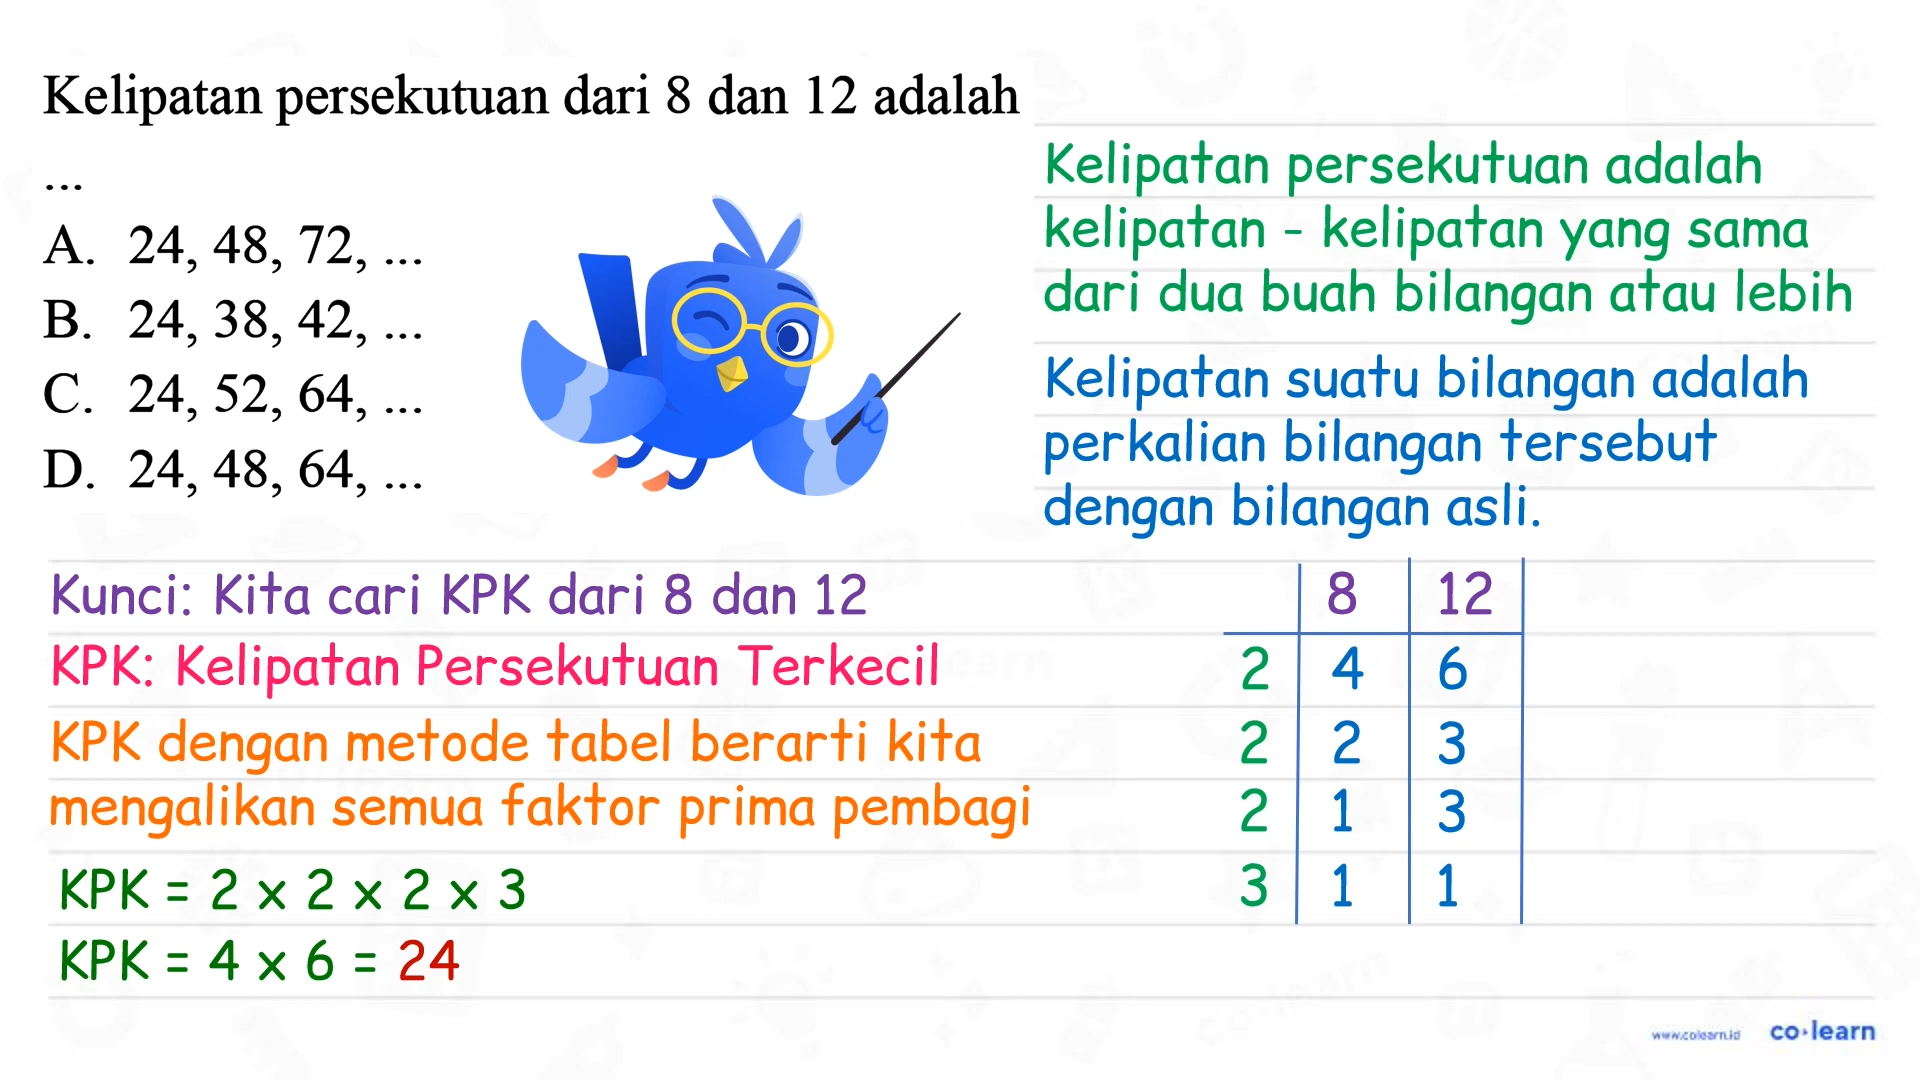 Kelipatan persekutuan dari 8 dan 12 adalah
...
A. 24, 48, 72, ...
B. 24, 38, 42, ...
C. 24, 52, 64, ...
D. 24, 48, 64, ...
Kelipatan persekutuan adalah
kelipatan - kelipatan yang sama
dari dua buah bilangan atau lebih
Kelipatan suatu bilangan adalah
perkalian bilangan tersebut
dengan bilangan asli.
Kunci: Kita cari KPK dari 8 dan 12
KPK: Kelipatan Persekutuan Terkecil
KPK dengan metode tabel berarti kita
mengalikan semua faktor prima pembagi
KPK = 2 x 2 x 2 x 3
KPK = 4 x 6 = 24
8 12
2 4 6
2 2 3
2 1 3
3 1 1
www.colearn.id co·learn